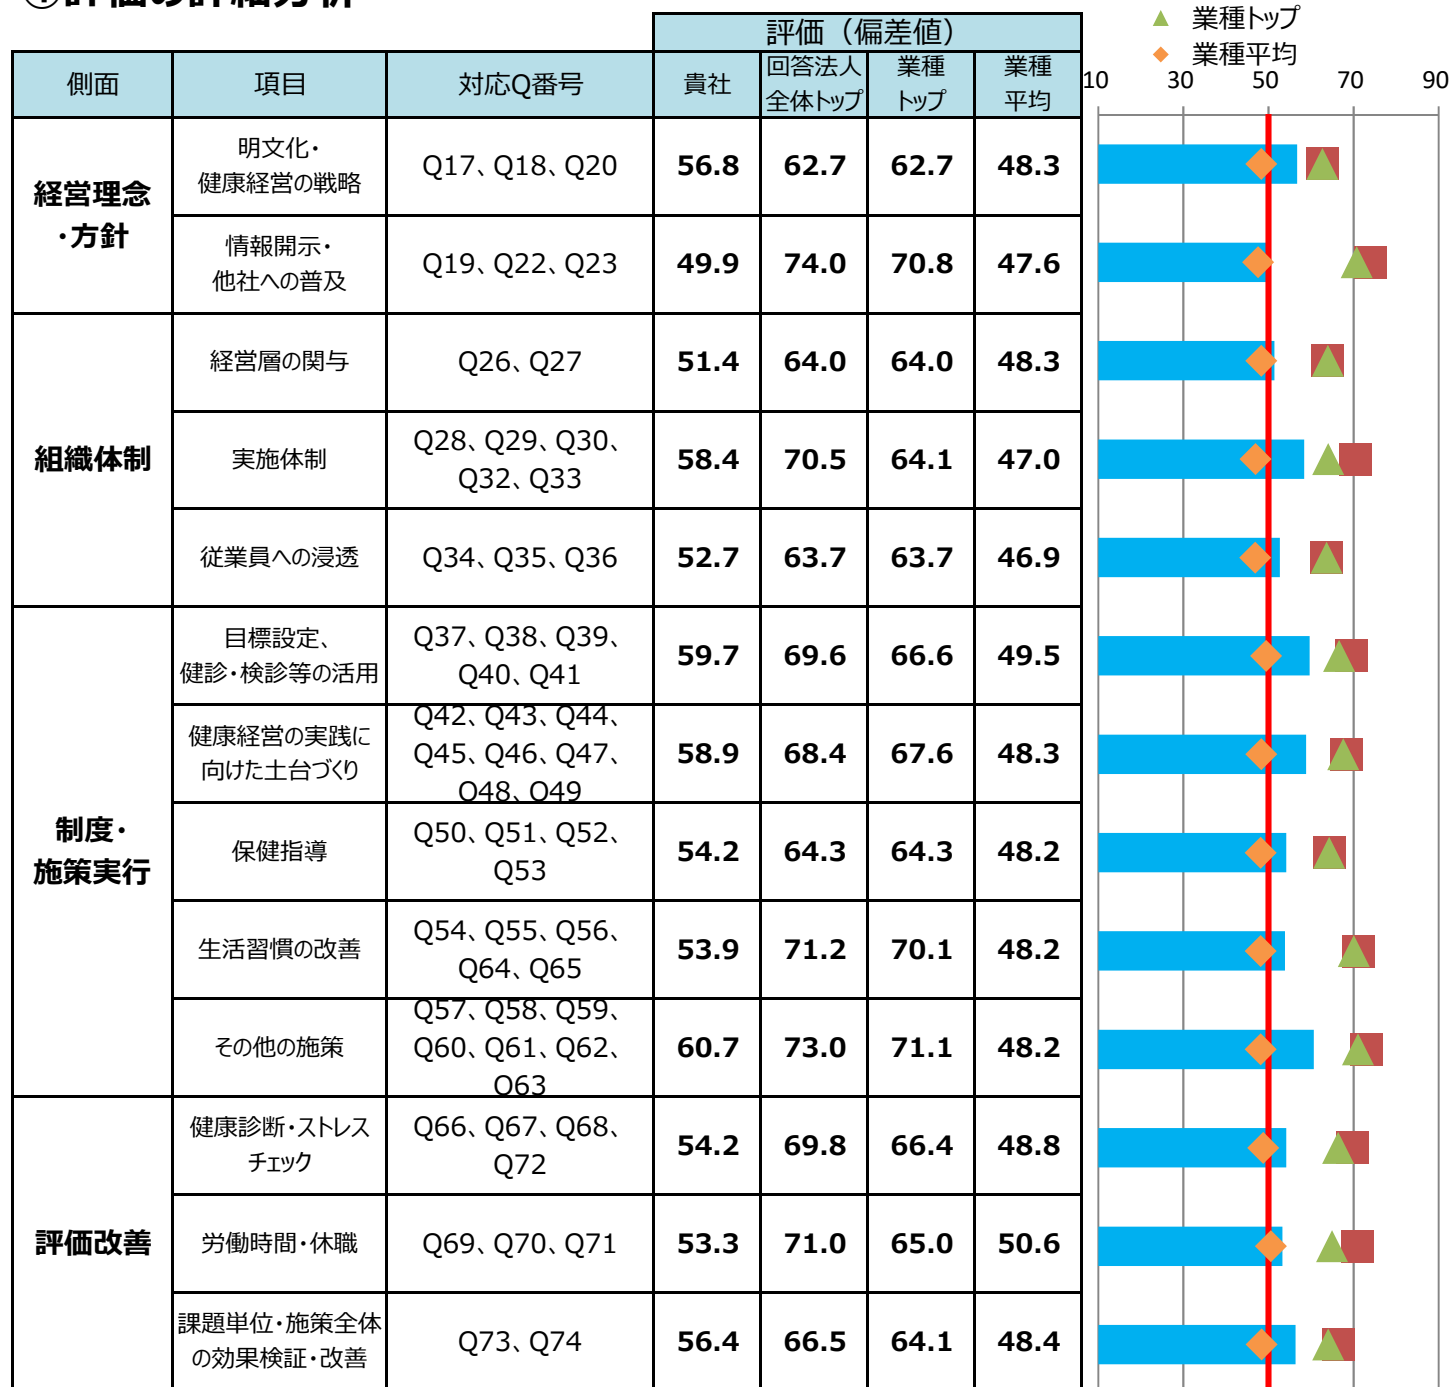 ①評価の詳細分析
業種トップ
業種平均
評価（偏差値）
側面 項目 対応Q番号 貴社 回答法人 業種 業種
全体トップ トップ 平均
10 30 50 70 90
経営理念
・方針
明文化・
健康経営の戦略
Q17、Q18、Q20
56.8 62.7 62.7 48.3
情報開示・
他社への普及
Q19、Q22、Q23
49.9 74.0 70.8 47.6
組織体制
経営層の関与
Q26、Q27
51.4 64.0 64.0 48.3
実施体制
Q28、Q29、Q30、
Q32、Q33
58.4 70.5 64.1 47.0
従業員への浸透
Q34、Q35、Q36
52.7 63.7 63.7 46.9
制度・
施策実行
目標設定、
健診・検診等の活用
Q37、Q38、Q39、
Q40、Q41
59.7 69.6 66.6 49.5
健康経営の実践に
向けた土台づくり
Q42、Q43、Q44、
Q45、Q46、Q47、
Q48、Q49
58.9 68.4 67.6 48.3
保健指導
Q50、Q51、Q52、
Q53
54.2 64.3 64.3 48.2
生活習慣の改善
Q54、Q55、Q56、
Q64、Q65
53.9 71.2 70.1 48.2
その他の施策
Q57、Q58、Q59、
Q60、Q61、Q62、
Q63
60.7 73.0 71.1 48.2
評価改善
健康診断・ストレス
チェック
Q66、Q67、Q68、
Q72
54.2 69.8 66.4 48.8
労働時間・休職
Q69、Q70、Q71
53.3 71.0 65.0 50.6
課題単位・施策全体
の効果検証・改善
Q73、Q74
56.4 66.5 64.1 48.4